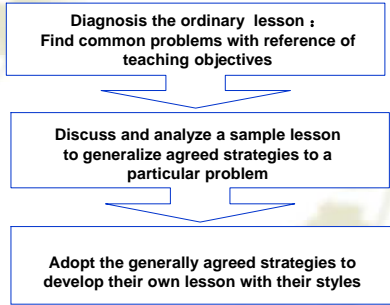 Diagnosis the ordinary lesson：
Find common problems with reference of
teaching objectives
Discuss and analyze a sample lesson
to generalize agreed strategies to a
particular problem
Adopt the generally agreed strategies to
develop their own lesson with their styles